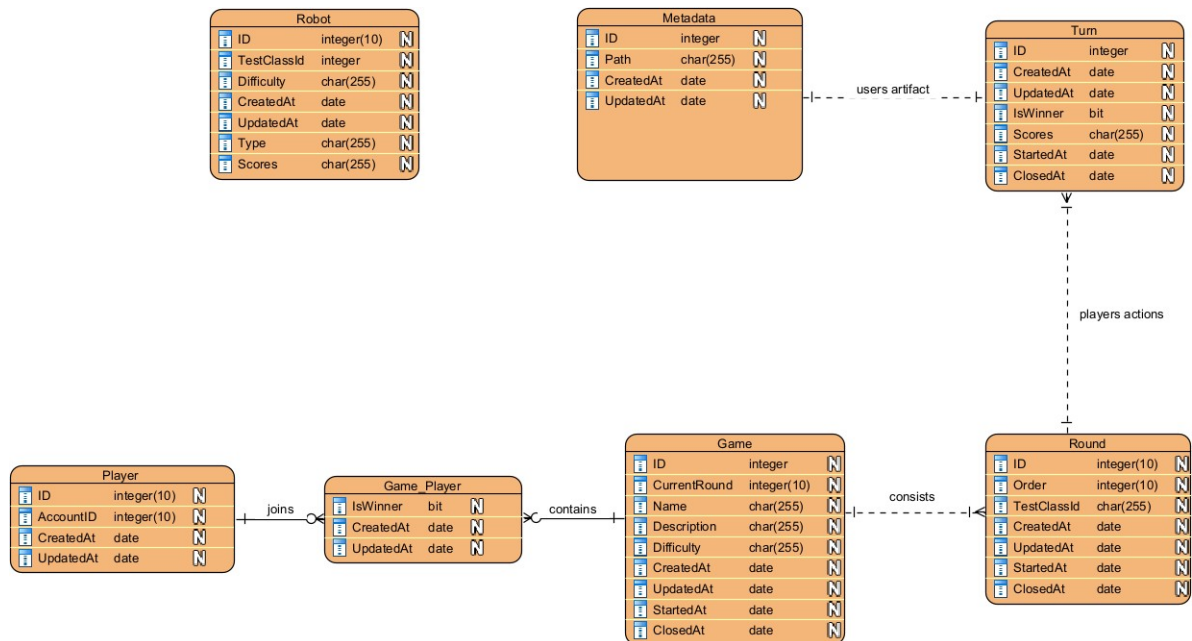 Robot
ID integer(10) N
TestClassId integer N
Difficulty char(255) N
CreatedAt date N
UpdatedAt date N
Type char(255) N
Scores char(255) N
Metadata
ID integer N
Path char(255) N
CreatedAt date N
UpdatedAt date N
users artifact
Turn
ID integer N
CreatedAt date N
UpdatedAt date N
IsWinner bit N
Scores char(255) N
StartedAt date N
ClosedAt date N
players actions
Player
ID integer(10) N
AccountID integer(10) N
CreatedAt date N
UpdatedAt date N
joins
Game_Player
IsWinner bit N
CreatedAt date N
UpdatedAt date N
contains
Game
ID integer N
CurrentRound integer(10) N
Name char(255) N
Description char(255) N
Difficulty char(255) N
CreatedAt date N
UpdatedAt date N
StartedAt date N
ClosedAt date N
consists
Round
ID integer(10) N
Order integer(10) N
TestClassId char(255) N
CreatedAt date N
UpdatedAt date N
StartedAt date N
ClosedAt date N